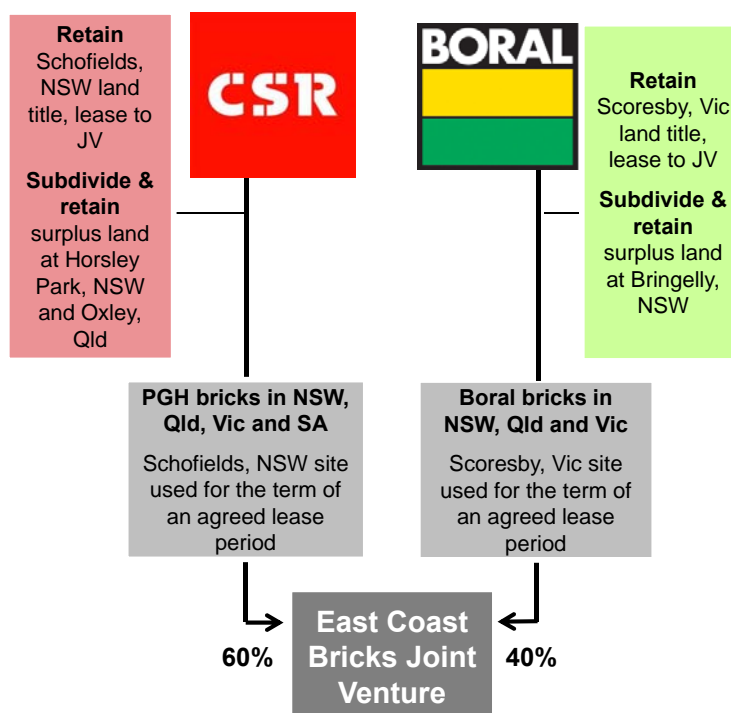 Retain
Schofields,
NSW land
title, lease to
JV
Subdivide &
retain
surplus land
at Horsley
Park, NSW
and Oxley,
Qld
CSR
BORAL
Retain
Scoresby, Vic
land title,
lease to JV
Subdivide &
retain
surplus land
at Bringelly,
NSW
PGH bricks in NSW,
Qld, Vic and SA
Schofields, NSW site
used for the term of
an agreed lease
period
Boral bricks in
NSW, Qld and Vic
Scoresby, Vic site
used for the term of
an agreed lease
period
60%
East Coast
Bricks Joint
Venture
40%